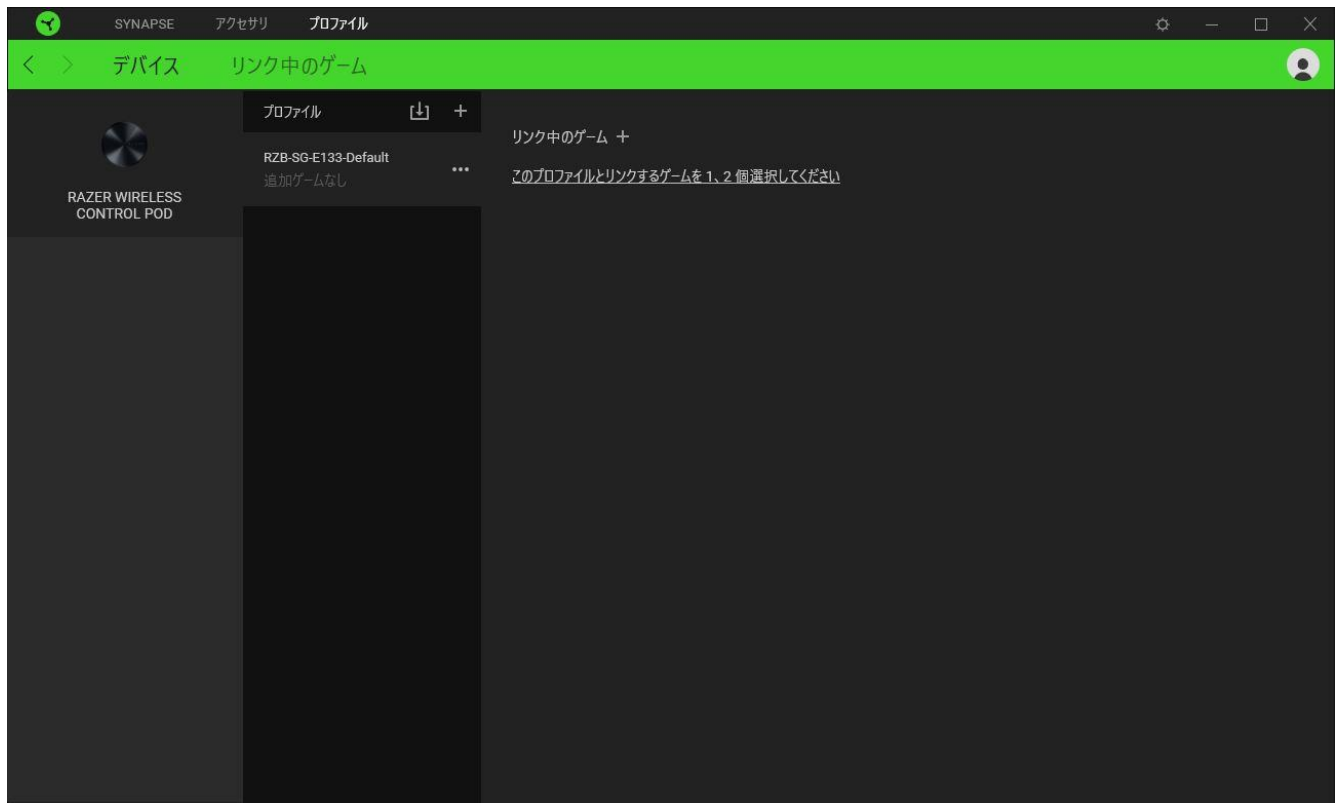 SYNAPSE アクセサリ プロファイル
デバイス リンク中のゲーム
RAZER WIRELESS
CONTROL POD
プロファイル
RZB-SG-E133-Default
追加ゲームなし
リンク中のゲーム +
このプロファイルとリンクするゲームを 1、2 個選択してください